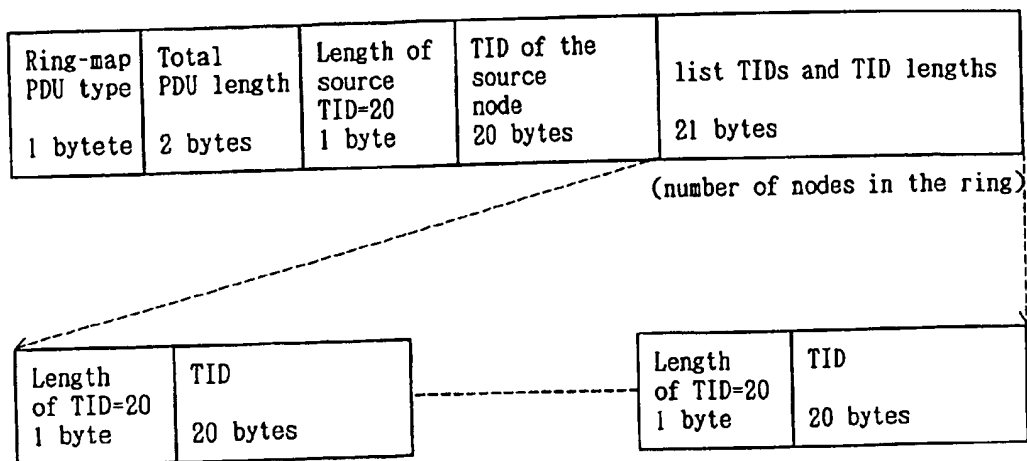 Ring-map
PDU type
1 bytete
Total
PDU length
2 bytes
Length of
source
TID=20
1 byte
TID of the
source
node
20 bytes
list TIDs and TID lengths
21 bytes
(number of nodes in the ring)
Length
of TID=20
1 byte
TID
20 bytes
Length
of TID=20
1 byte
TID
20 bytes